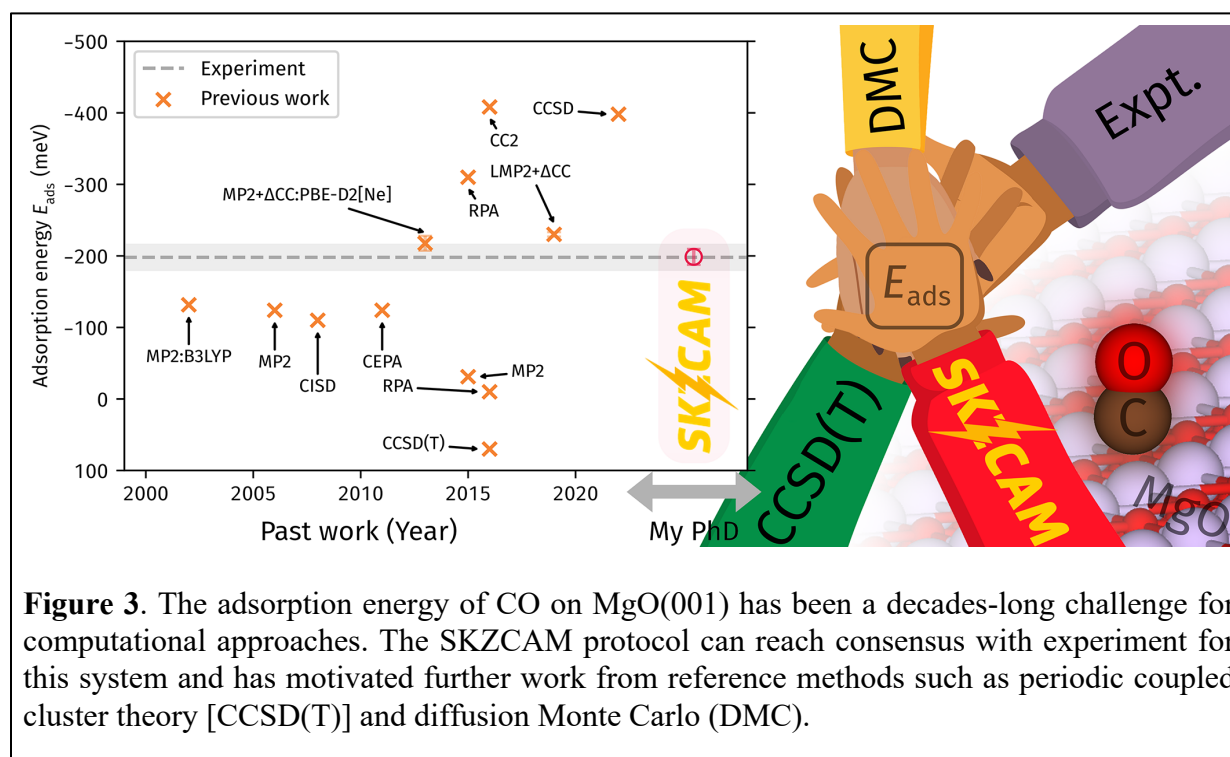 −500
−400
−300
−200
−100
0
100
Adsorption energy Eads (meV)
Experiment
Previous work
CCSD
CC2
LMP2+ΔCC
MP2+ΔCC:PBE-D2[Ne]
RPA
MP2:B3LYP
MP2
CISD
CEPA
RPA
MP2
CCSD(T)
SKZCAM
2000
2005
2010
2015
2020
Past work (Year)
My PhD
DMC
Expt.
Eads
CCSD(T)
SKZCAM
O
C
MgO
Figure 3. The adsorption energy of CO on MgO(001) has been a decades-long challenge for
computational approaches. The SKZCAM protocol can reach consensus with experiment for
this system and has motivated further work from reference methods such as periodic coupled
cluster theory [CCSD(T)] and diffusion Monte Carlo (DMC).